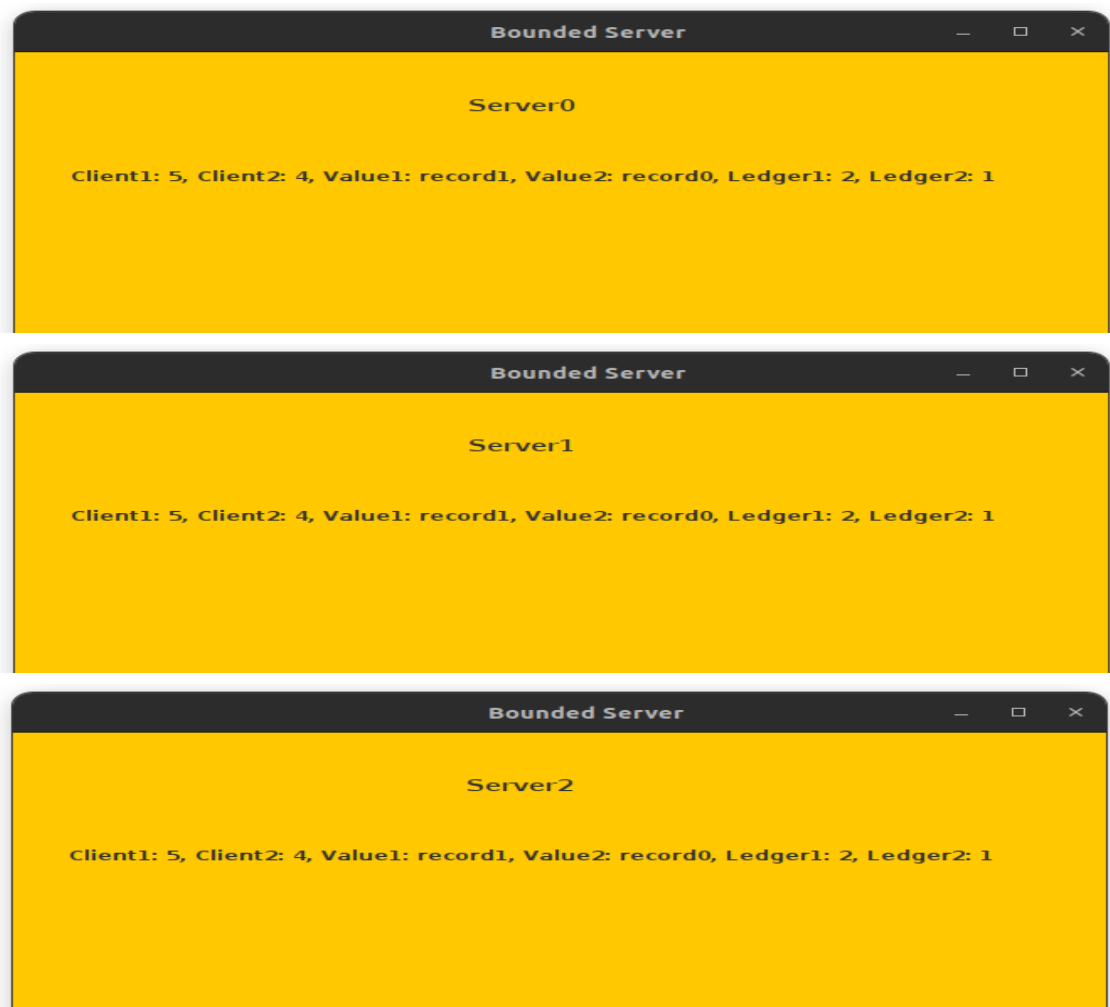 Bounded Server
Server0
Client1: 5, Client2: 4, Value1: record1, Value2: record0, Ledger1: 2, Ledger2: 1
Bounded Server
Server1
Client1: 5, Client2: 4, Value1: record1, Value2: record0, Ledger1: 2, Ledger2: 1
Bounded Server
Server2
Client1: 5, Client2: 4, Value1: record1, Value2: record0, Ledger1: 2, Ledger2: 1